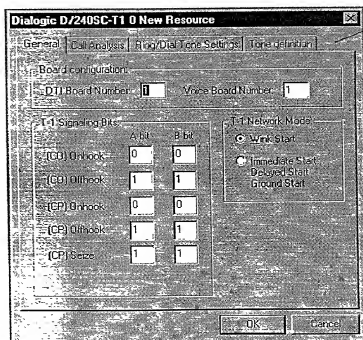 Dialogic D/240SC-T1 0 New Resource
General Call Analysis Ring/Dial Tone Settings Tone definition
Board configuration
DTI Board Number 1 Voice Board Number 1
T-1 Signaling Bits
A bit B bit
(CO) Onhook 0 0
(CO) Offhook 1 1
(CP) Onhook 0 0
(CP) Offhook 1 1
(CP) Seize 1 1
T-1 Network Mode
Wink Start
Immediate Start
Delayed Start
Ground Start
OK Cancel